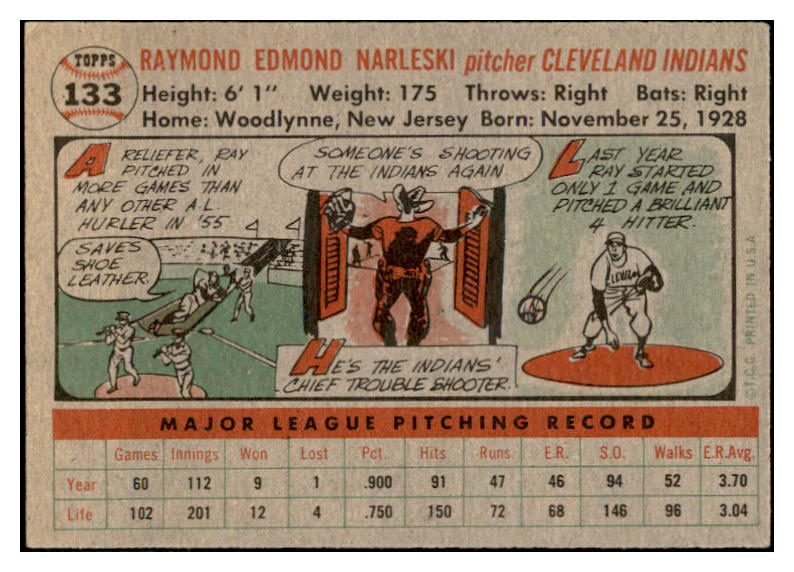 TOPPS
133
RAYMOND EDMOND NARLESKI pitcher CLEVELAND INDIANS
Height: 6' 1" Weight: 175 Throws: Right Bats: Right
Home: Woodlynne, New Jersey Born: November 25, 1928
A RELIEFER, RAY
PITCHED IN
MORE GAMES THAN
ANY OTHER A.L.
HURLER IN '55
SAVES
SHOE
LEATHER.
SOMEONE'S SHOOTING
AT THE INDIANS AGAIN
HE'S THE INDIANS'
CHIEF TROUBLE SHOOTER.
LAST YEAR
RAY STARTED
ONLY 1 GAME AND
PITCHED A BRILLIANT
4 HITTER.
CLEVELAND
©T.C.G. PRINTED IN U.S.A
MAJOR LEAGUE PITCHING RECORD
Games Innings Won Lost Pct. Hits Runs E.R. S.O. Walks E.R.Avg.
Year 60 112 9 1 .900 91 47 46 94 52 3.70
Life 102 201 12 4 .750 150 72 68 146 96 3.04